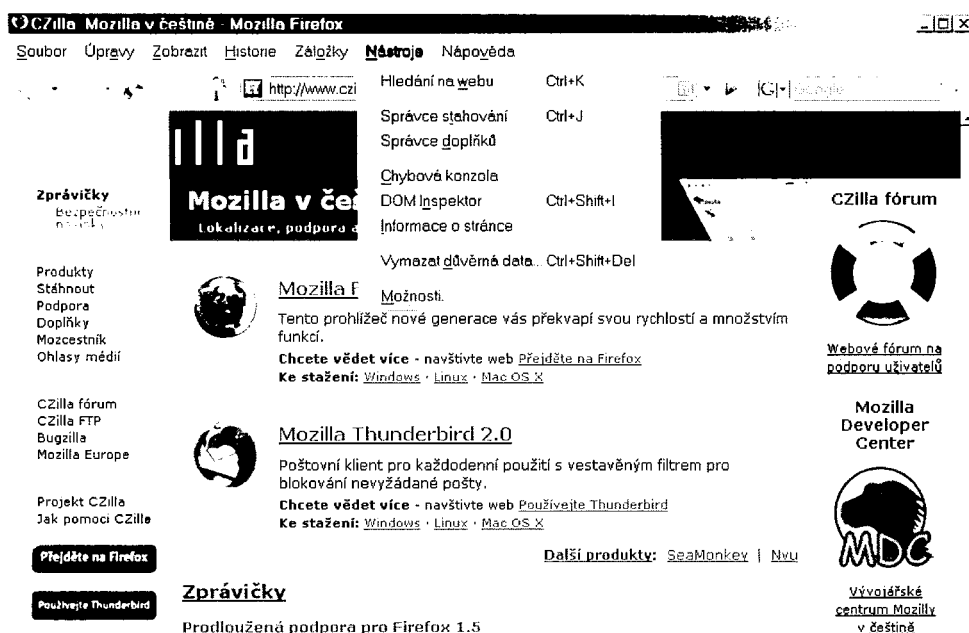 CZilla Mozilla v češtině - Mozilla Firefox
Soubor Úpravy Zobrazit Historie Záložky Nástroje Nápověda
http://www.czi
G Google
Hledání na webu Ctrl+K
Správce stahování Ctrl+J
Správce doplňků
Chybová konzola
DOM Inspektor Ctrl+Shift+I
Informace o stránce
Vymazat důvěrná data... Ctrl+Shift+Del
Možnosti.
illa
Mozilla v češ
Lokalizace, podpora a
Zprávičky
Bezpečnostní
novinky
Produkty
Stáhnout
Podpora
Doplňky
Mozcestník
Ohlasy médií
CZilla fórum
CZilla FTP
Bugzilla
Mozilla Europe
Projekt CZilla
Jak pomoci CZille
Přejděte na Firefox
Používejte Thunderbird
Mozilla F
Tento prohlížeč nové generace vás překvapí svou rychlostí a množstvím
funkcí.
Chcete vědět více - navštivte web Přejděte na Firefox
Ke stažení: Windows · Linux · Mac OS X
Mozilla Thunderbird 2.0
Poštovní klient pro každodenní použití s vestavěným filtrem pro
blokování nevyžádané pošty.
Chcete vědět více - navštivte web Používejte Thunderbird
Ke stažení: Windows · Linux · Mac OS X
Další produkty: SeaMonkey | Nvu
Zprávičky
Prodloužená podpora pro Firefox 1.5
CZilla fórum
Webové fórum na
podporu uživatelů
Mozilla
Developer
Center
MDC
Vývojářské
centrum Mozilly
v češtině